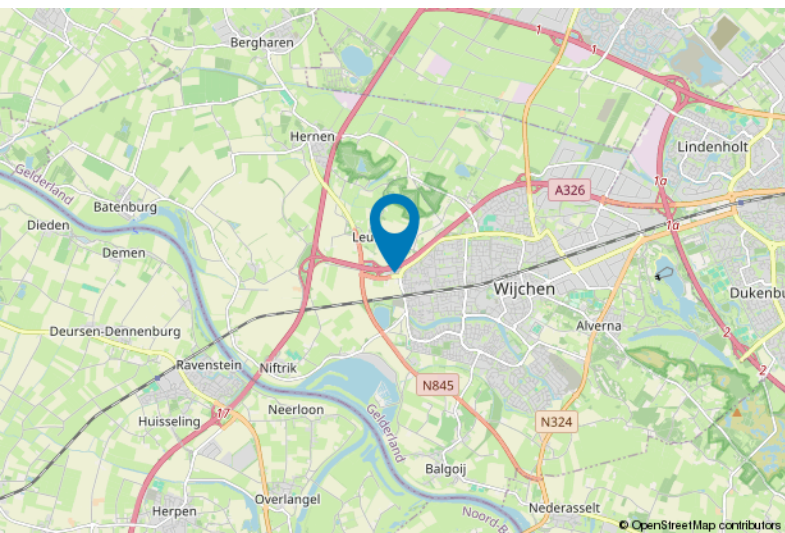 1
1
Bergharen
Hernen
Lindenholt
Gelderland
A326
1a
Batenburg
Dieden
1a
Leu
Demen
Wijchen
Dukenbu
Alverna
Deursen-Dennenburg
2
Ravenstein
Niftrik
2
N845
17
Neerloon
Huisseling
Gelderland
N324
Balgoij
Overlangel
Herpen
Nederasselt
Noord-B
© OpenStreetMap contributors